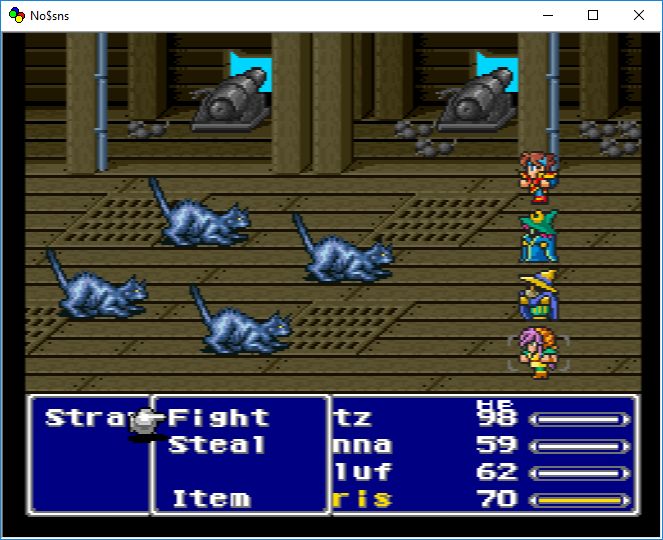 No$sns
Stra Fight tz HP 98
Steal nna 59
luf 62
Item ris 70